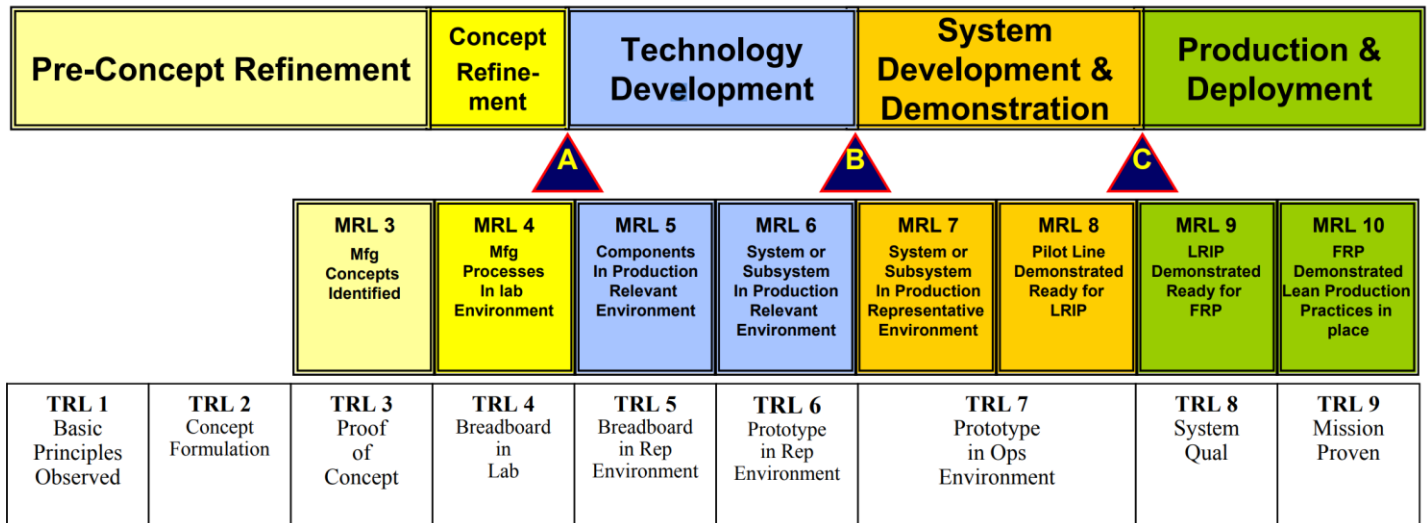 Pre-Concept Refinement
Concept
Refine-
ment
Technology
Development
System
Development &
Demonstration
Production &
Deployment
A
B
C
MRL 3
Mfg
Concepts
Identified
MRL 4
Mfg
Processes
In lab
Environment
MRL 5
Components
In Production
Relevant
Environment
MRL 6
System or
Subsystem
In Production
Relevant
Environment
MRL 7
System or
Subsystem
In Production
Representative
Environment
MRL 8
Pilot Line
Demonstrated
Ready for
LRIP
MRL 9
LRIP
Demonstrated
Ready for
FRP
MRL 10
FRP
Demonstrated
Lean Production
Practices in
place
TRL 1
Basic
Principles
Observed
TRL 2
Concept
Formulation
TRL 3
Proof
of
Concept
TRL 4
Breadboard
in
Lab
TRL 5
Breadboard
in Rep
Environment
TRL 6
Prototype
in Rep
Environment
TRL 7
Prototype
in Ops
Environment
TRL 8
System
Qual
TRL 9
Mission
Proven